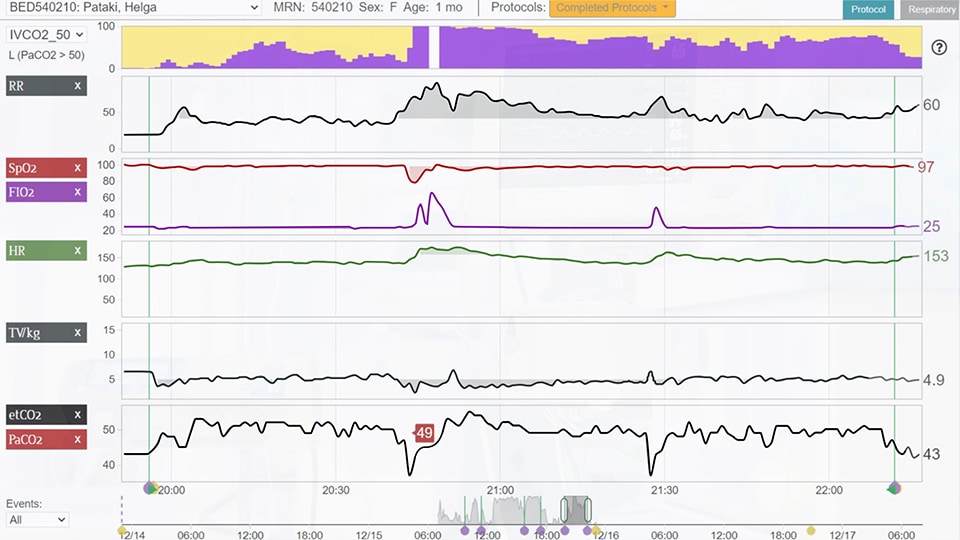 BED540210: Pataki, Helga MRN: 540210 Sex: F Age: 1 mo Protocols: Completed Protocols Protocol Respiratory
IVCO2_50
L (PaCO2 > 50)
100
0
?
RR x
50
0
60
SpO2 x
FIO2 x
100
80
60
40
20
97
25
HR x
150
100
50
153
TV/kg x
15
10
5
4.9
etCO2 x
PaCO2 x
50
40
49
43
20:00 20:30 21:00 21:30 22:00
Events:
All
12/14 06:00 12:00 18:00 12/15 06:00 12:00 18:00 12/16 06:00 12:00 18:00 12/17 06:00